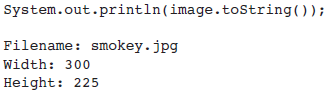 System.out.println(image.toString());
Filename: smokey.jpg
Width: 300
Height: 225